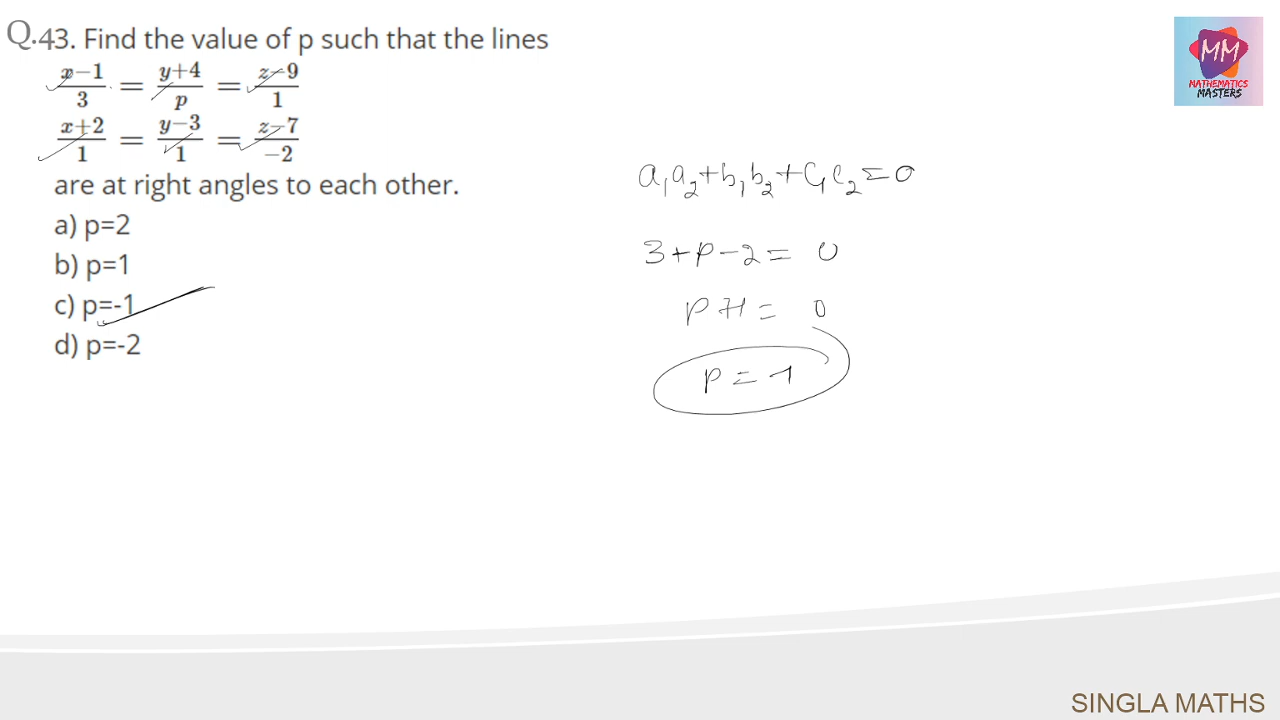 Q.43. Find the value of p such that the lines
x−1/3 = y+4/p = z−9/1
x+2/1 = y−3/1 = z−7/−2
are at right angles to each other.
a) p=2
b) p=1
c) p=-1
d) p=-2
a₁a₂+b₁b₂+c₁c₂=0
3+p−2= 0
p+1= 0
p=-1
MM
MATHEMATICS
MASTERS
SINGLA MATHS